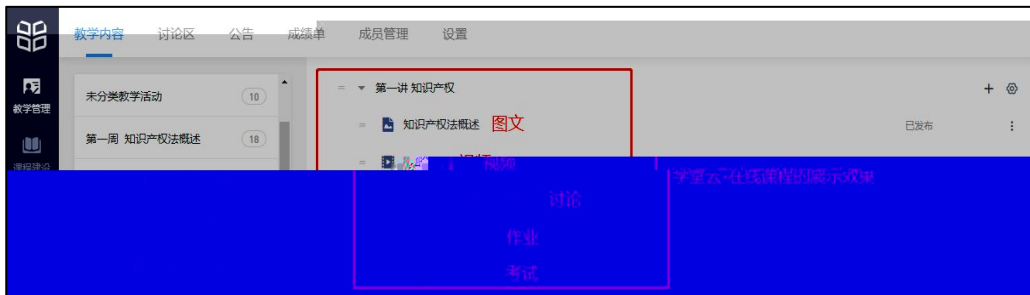 教学内容 讨论区 公告 成绩单 成员管理 设置
教学管理
课程建设
未分类教学活动 10
第一周 知识产权法概述 18
第一讲 知识产权
知识产权法概述 图文
已发布
视频
学堂云-在线课程的展示效果
讨论
作业
考试